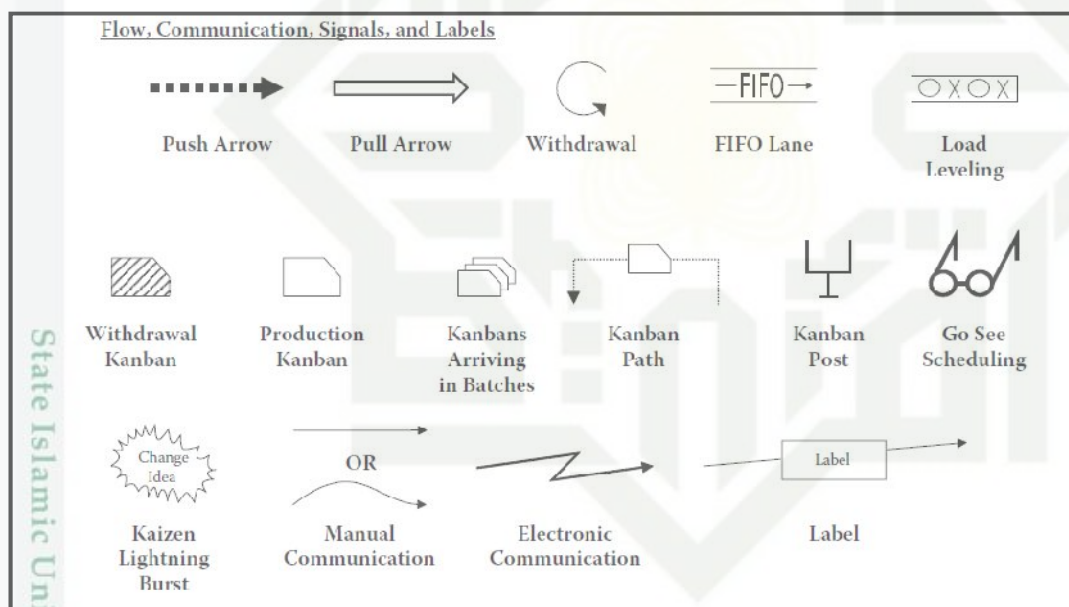 Flow, Communication, Signals, and Labels
FIFO
OXOX
Push Arrow
Pull Arrow
Withdrawal
FIFO Lane
Load
Leveling
Withdrawal
Kanban
Production
Kanban
Kanbans
Arriving
in Batches
Kanban
Path
Kanban
Post
Go See
Scheduling
Change
Idea
OR
Label
Kaizen
Lightning
Burst
Manual
Communication
Electronic
Communication
Label
State Islamic Uni